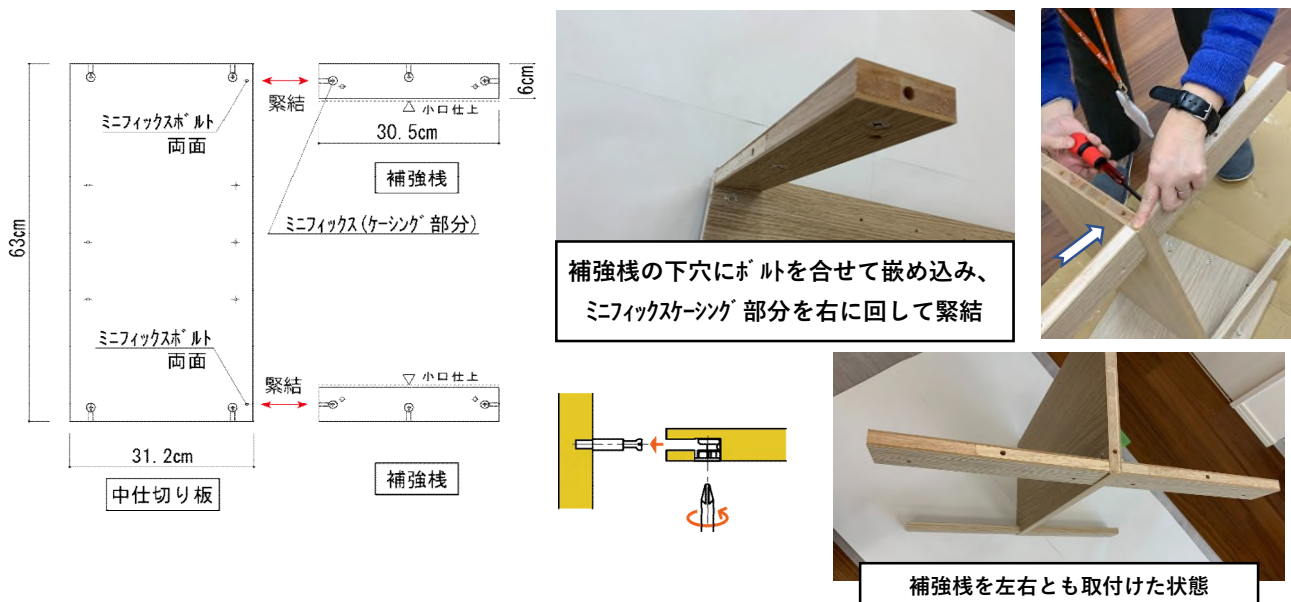 63cm
ミニフィックスボルト
両面
ミニフィックスボルト
両面
31.2cm
中仕切り板
緊結
6cm
小口仕上
30.5cm
補強桟
ミニフィックス(ケーシング部分)
緊結
小口仕上
補強桟
補強桟の下穴にボルトを合せて嵌め込み、
ミニフィックスケーシング部分を右に回して緊結
補強桟を左右とも取付けた状態